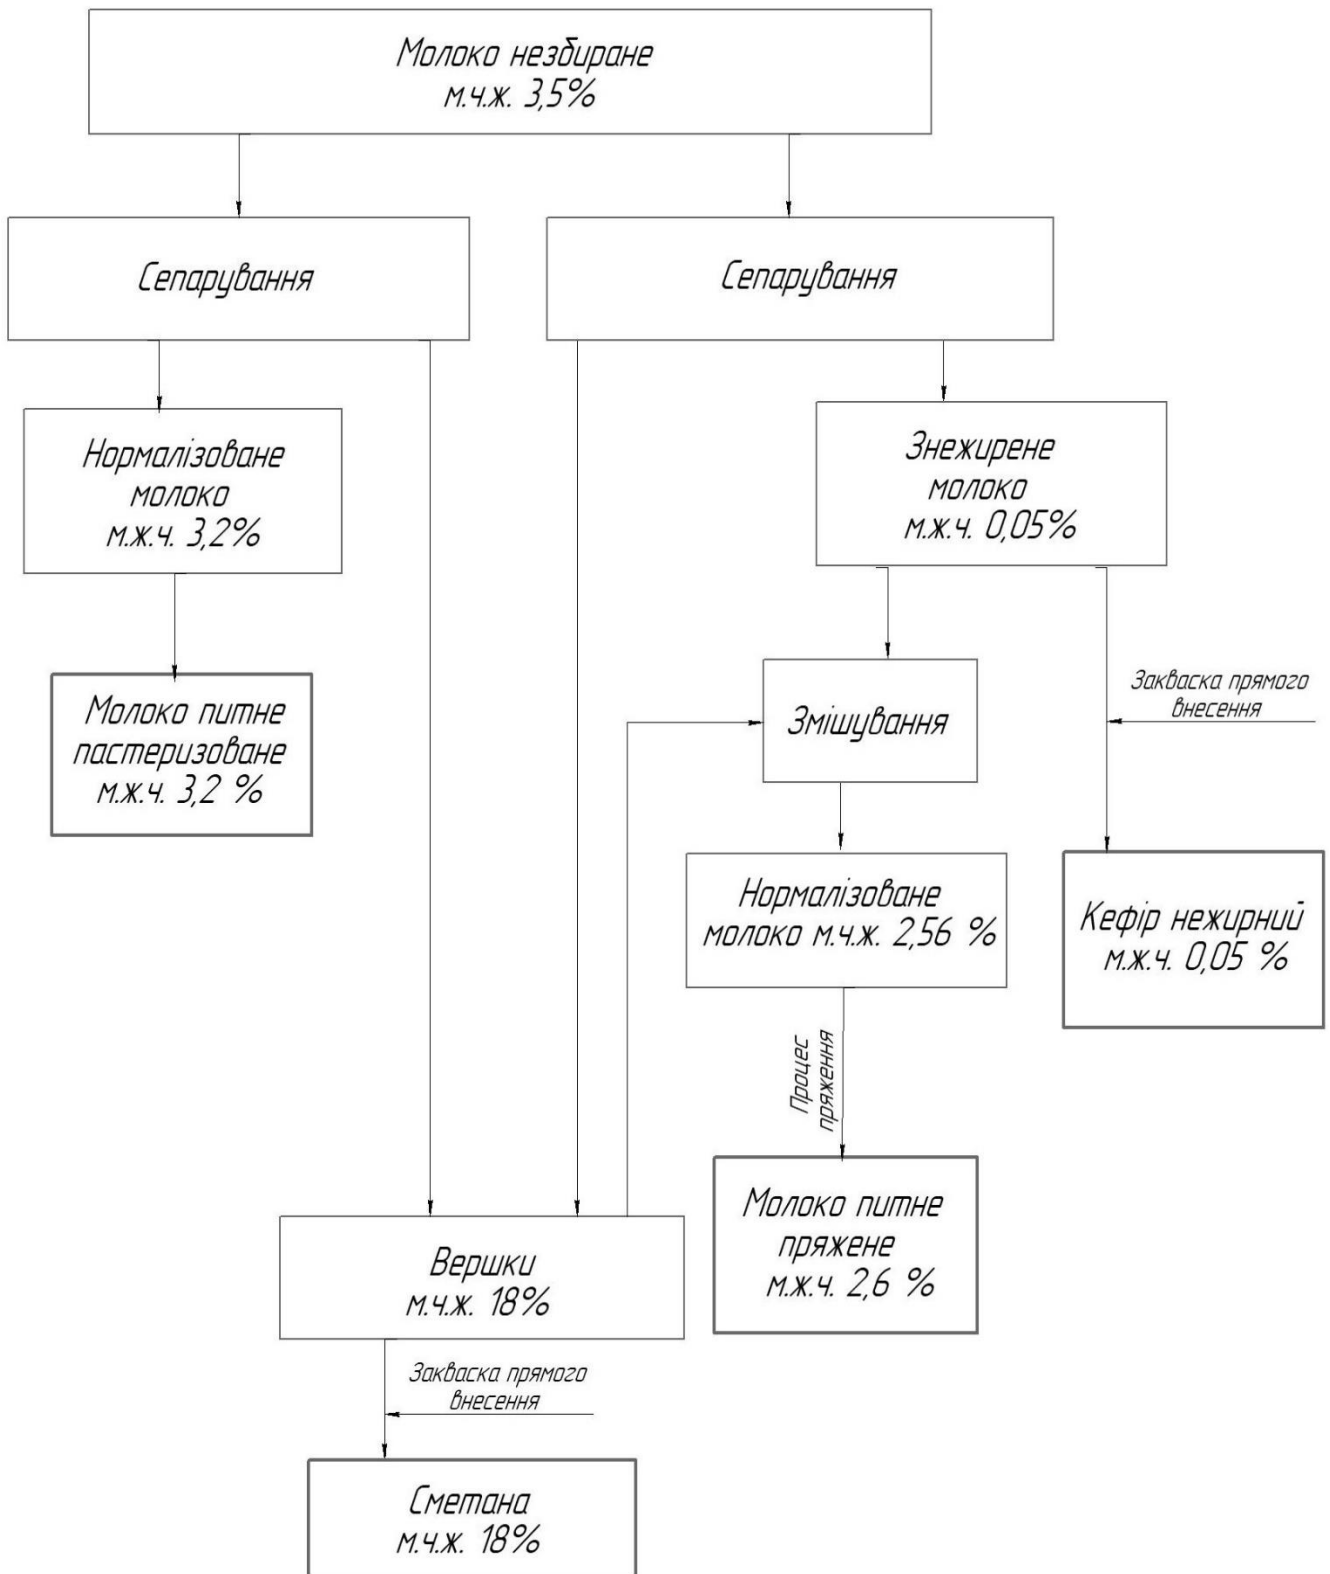 Молоко незбиране
м.ч.ж. 3,5%
Сепарування
Сепарування
Нормалізоване
молоко
м.ж.ч. 3,2%
Знежирене
молоко
м.ж.ч. 0,05%
Молоко питне
пастеризоване
м.ж.ч. 3,2 %
Змішування
Закваска прямого
внесення
Нормалізоване
молоко м.ч.ж. 2,56 %
Кефір нежирний
м.ж.ч. 0,05 %
Процес
пряження
Молоко питне
пряжене
м.ж.ч. 2,6 %
Вершки
м.ч.ж. 18%
Закваска прямого
внесення
Сметана
м.ч.ж. 18%